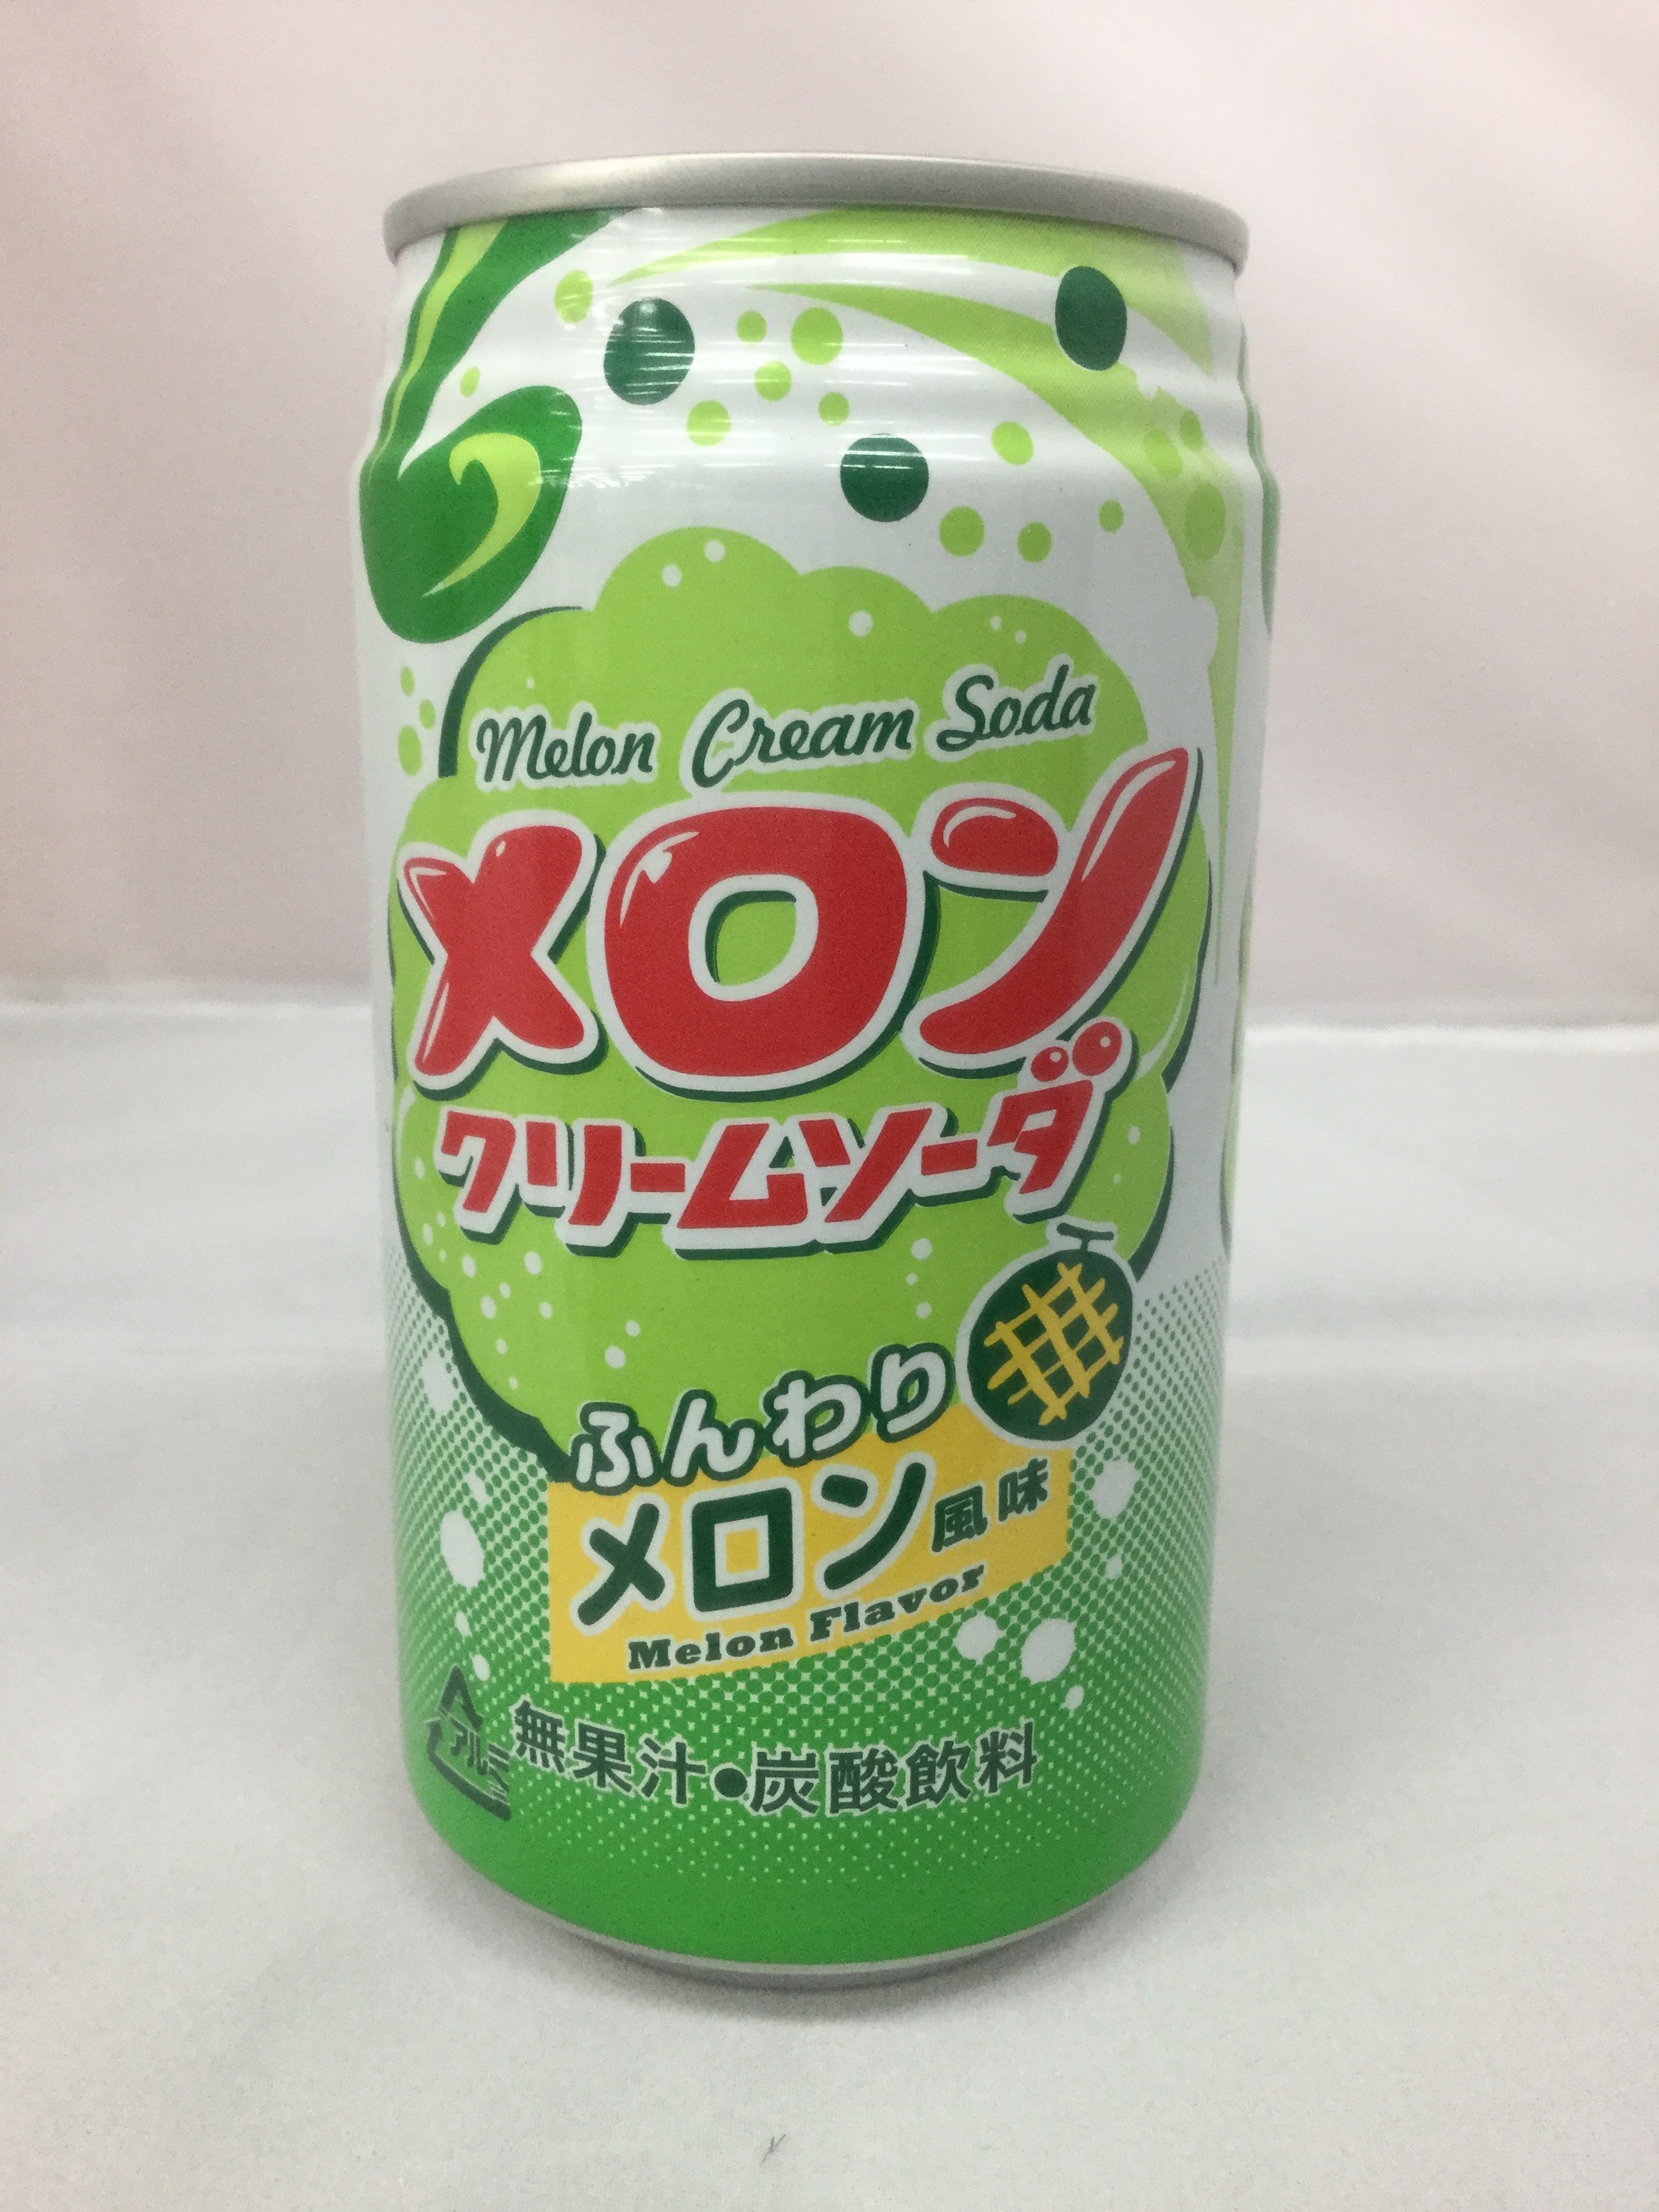 Melon Cream Soda
メロン
クリームソーダ
ふんわり
メロン風味
Melon Flavor
アルミ
無果汁●炭酸飲料